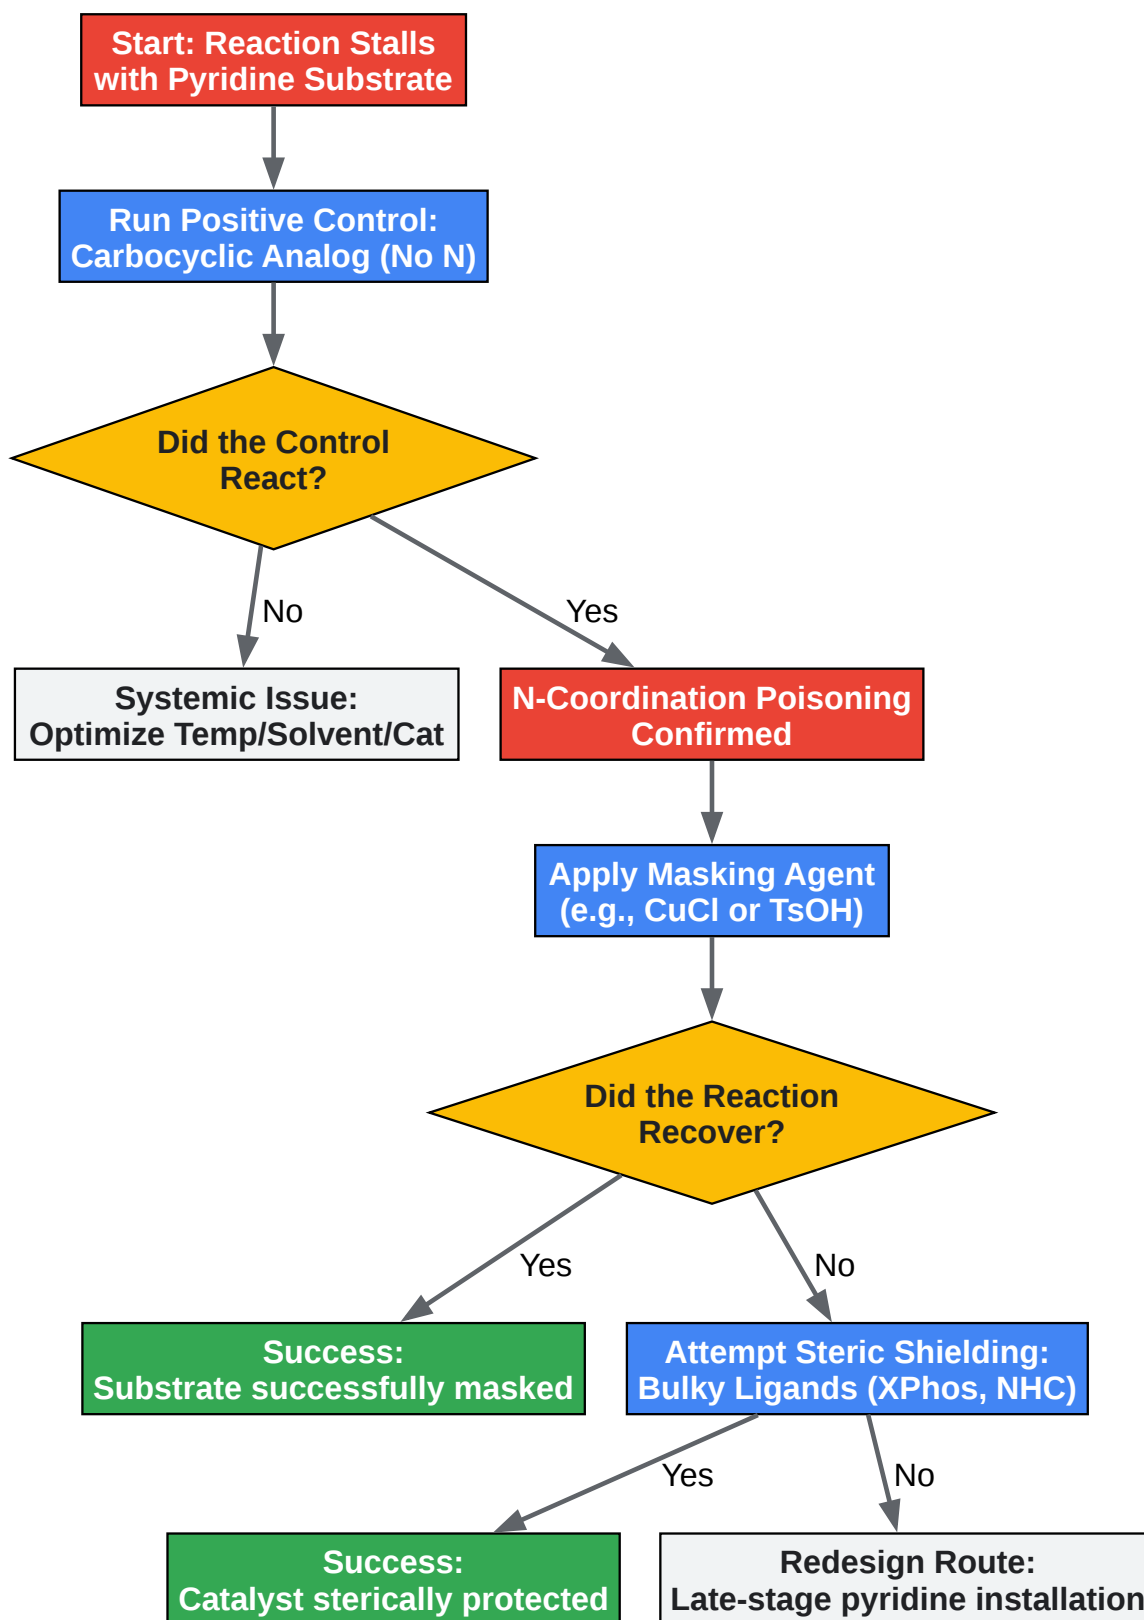 Start: Reaction Stalls
with Pyridine Substrate
Run Positive Control:
Carbocyclic Analog (No N)
Did the Control
React?
No
Yes
Systemic Issue:
Optimize Temp/Solvent/Cat
N-Coordination Poisoning
Confirmed
Apply Masking Agent
(e.g., CuCl or TsOH)
Did the Reaction
Recover?
Yes
No
Success:
Substrate successfully masked
Attempt Steric Shielding:
Bulky Ligands (XPhos, NHC)
Yes
No
Success:
Catalyst sterically protected
Redesign Route:
Late-stage pyridine installation